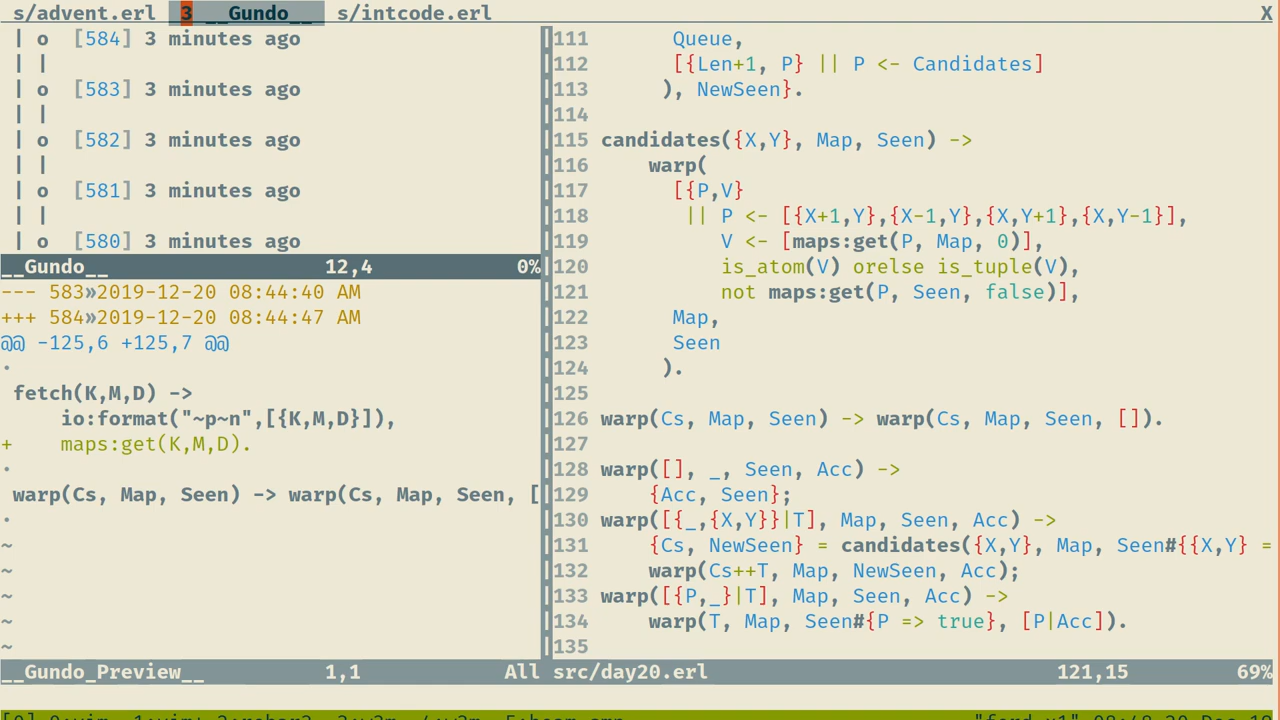 s/advent.erl 3 __Gundo__ s/intcode.erl X
| o [584] 3 minutes ago
| |
| o [583] 3 minutes ago
| |
| o [582] 3 minutes ago
| |
| o [581] 3 minutes ago
| |
| o [580] 3 minutes ago
__Gundo__ 12,4 0%
--- 583»2019-12-20 08:44:40 AM
+++ 584»2019-12-20 08:44:47 AM
@@ -125,6 +125,7 @@
·
fetch(K,M,D) ->
io:format("~p~n",[{K,M,D}]),
+ maps:get(K,M,D).
·
warp(Cs, Map, Seen) -> warp(Cs, Map, Seen, [
·
~
~
~
~
~
__Gundo_Preview__ 1,1 All
111 Queue,
112 [{Len+1, P} || P <- Candidates]
113 ), NewSeen}.
114
115 candidates({X,Y}, Map, Seen) ->
116 warp(
117 [{P,V}
118 || P <- [{X+1,Y},{X-1,Y},{X,Y+1},{X,Y-1}],
119 V <- [maps:get(P, Map, 0)],
120 is_atom(V) orelse is_tuple(V),
121 not maps:get(P, Seen, false)],
122 Map,
123 Seen
124 ).
125
126 warp(Cs, Map, Seen) -> warp(Cs, Map, Seen, []).
127
128 warp([], _, Seen, Acc) ->
129 {Acc, Seen};
130 warp([{_,{X,Y}}|T], Map, Seen, Acc) ->
131 {Cs, NewSeen} = candidates({X,Y}, Map, Seen#{{X,Y} =
132 warp(Cs++T, Map, NewSeen, Acc);
133 warp([{P,_}|T], Map, Seen, Acc) ->
134 warp(T, Map, Seen#{P => true}, [P|Acc]).
135
src/day20.erl 121,15 69%